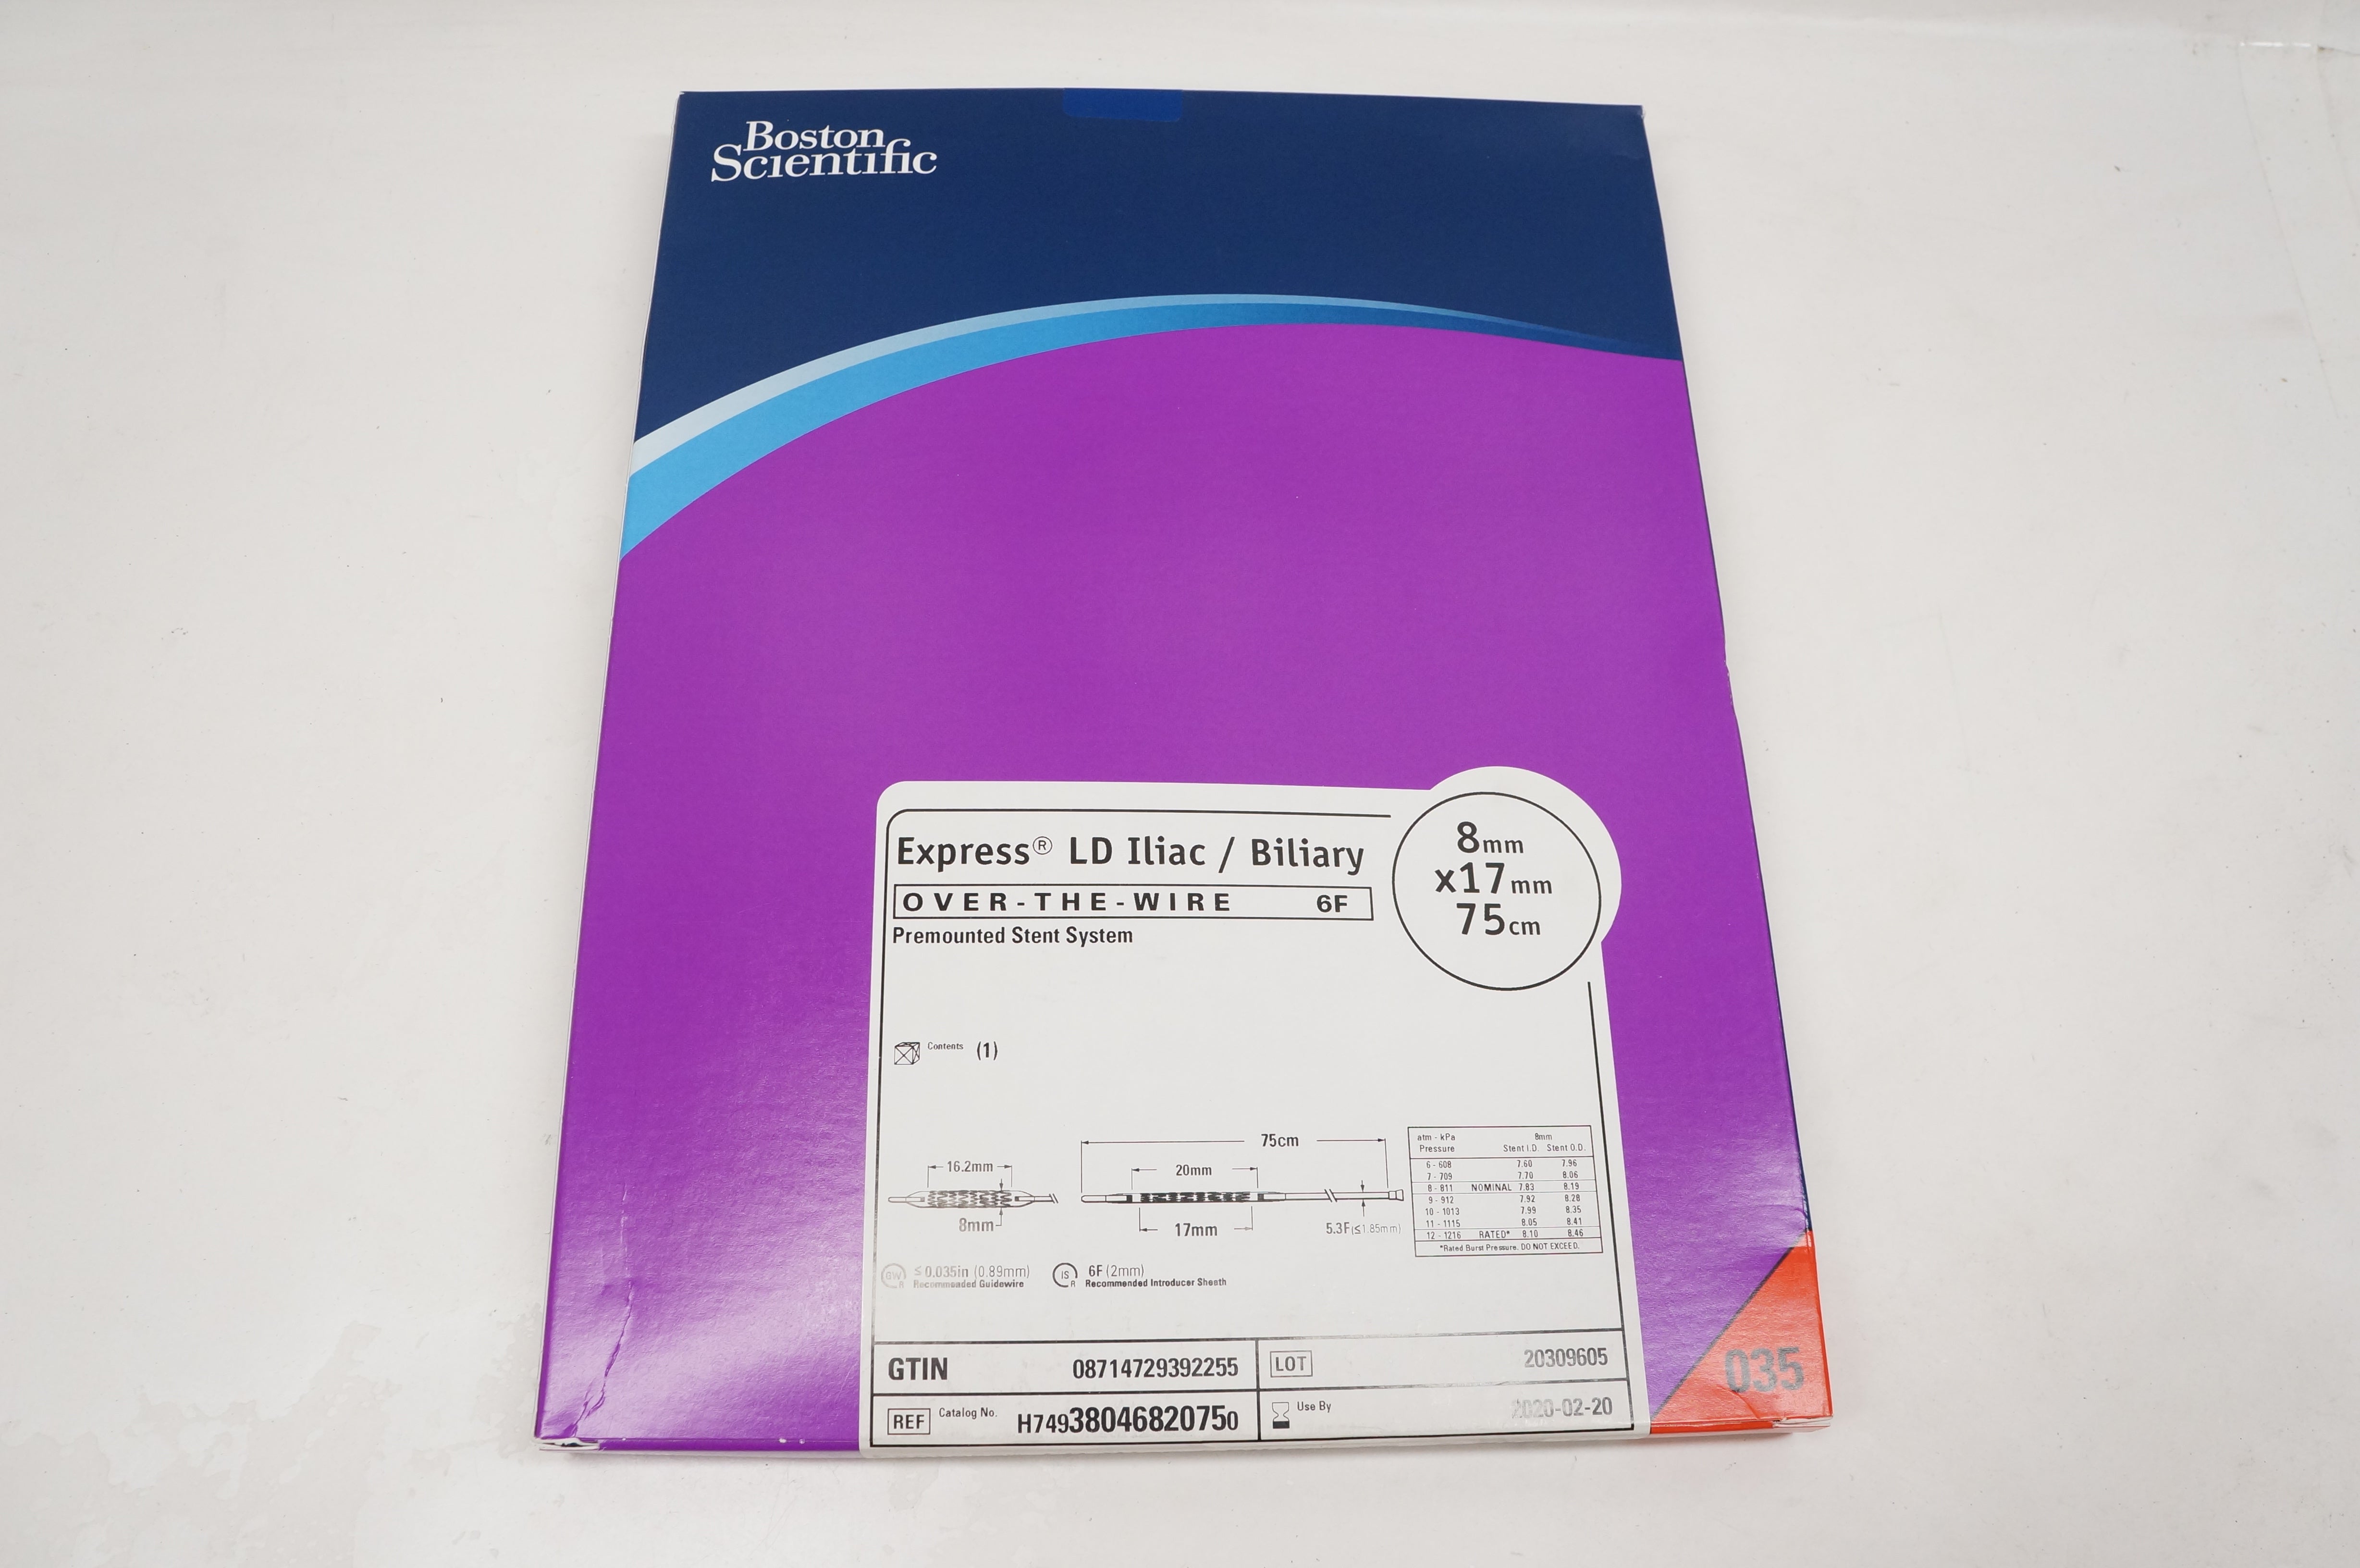 Boston
Scientific
Express® LD Iliac / Biliary
OVER-THE-WIRE 6F
Premounted Stent System
8mm
x17mm
75cm
Contents (1)
75cm
16.2mm
20mm
8mm
17mm
5.3F(≤1.85mm)
atm - kPa 8mm
Pressure Stent I.D. Stent O.D.
6 - 608 7.60 7.96
7 - 709 7.70 8.06
8 - 811 NOMINAL 7.83 8.19
9 - 912 7.92 8.28
10 - 1013 7.99 8.35
11 - 1115 8.05 8.41
12 - 1216 RATED* 8.10 8.46
*Rated Burst Pressure. DO NOT EXCEED.
GW R ≤ 0.035in (0.89mm)
Recommended Guidewire
IS R 6F (2mm)
Recommended Introducer Sheath
GTIN 08714729392255
LOT 20309605
REF Catalog No. H74938046820750
Use By 2020-02-20
035